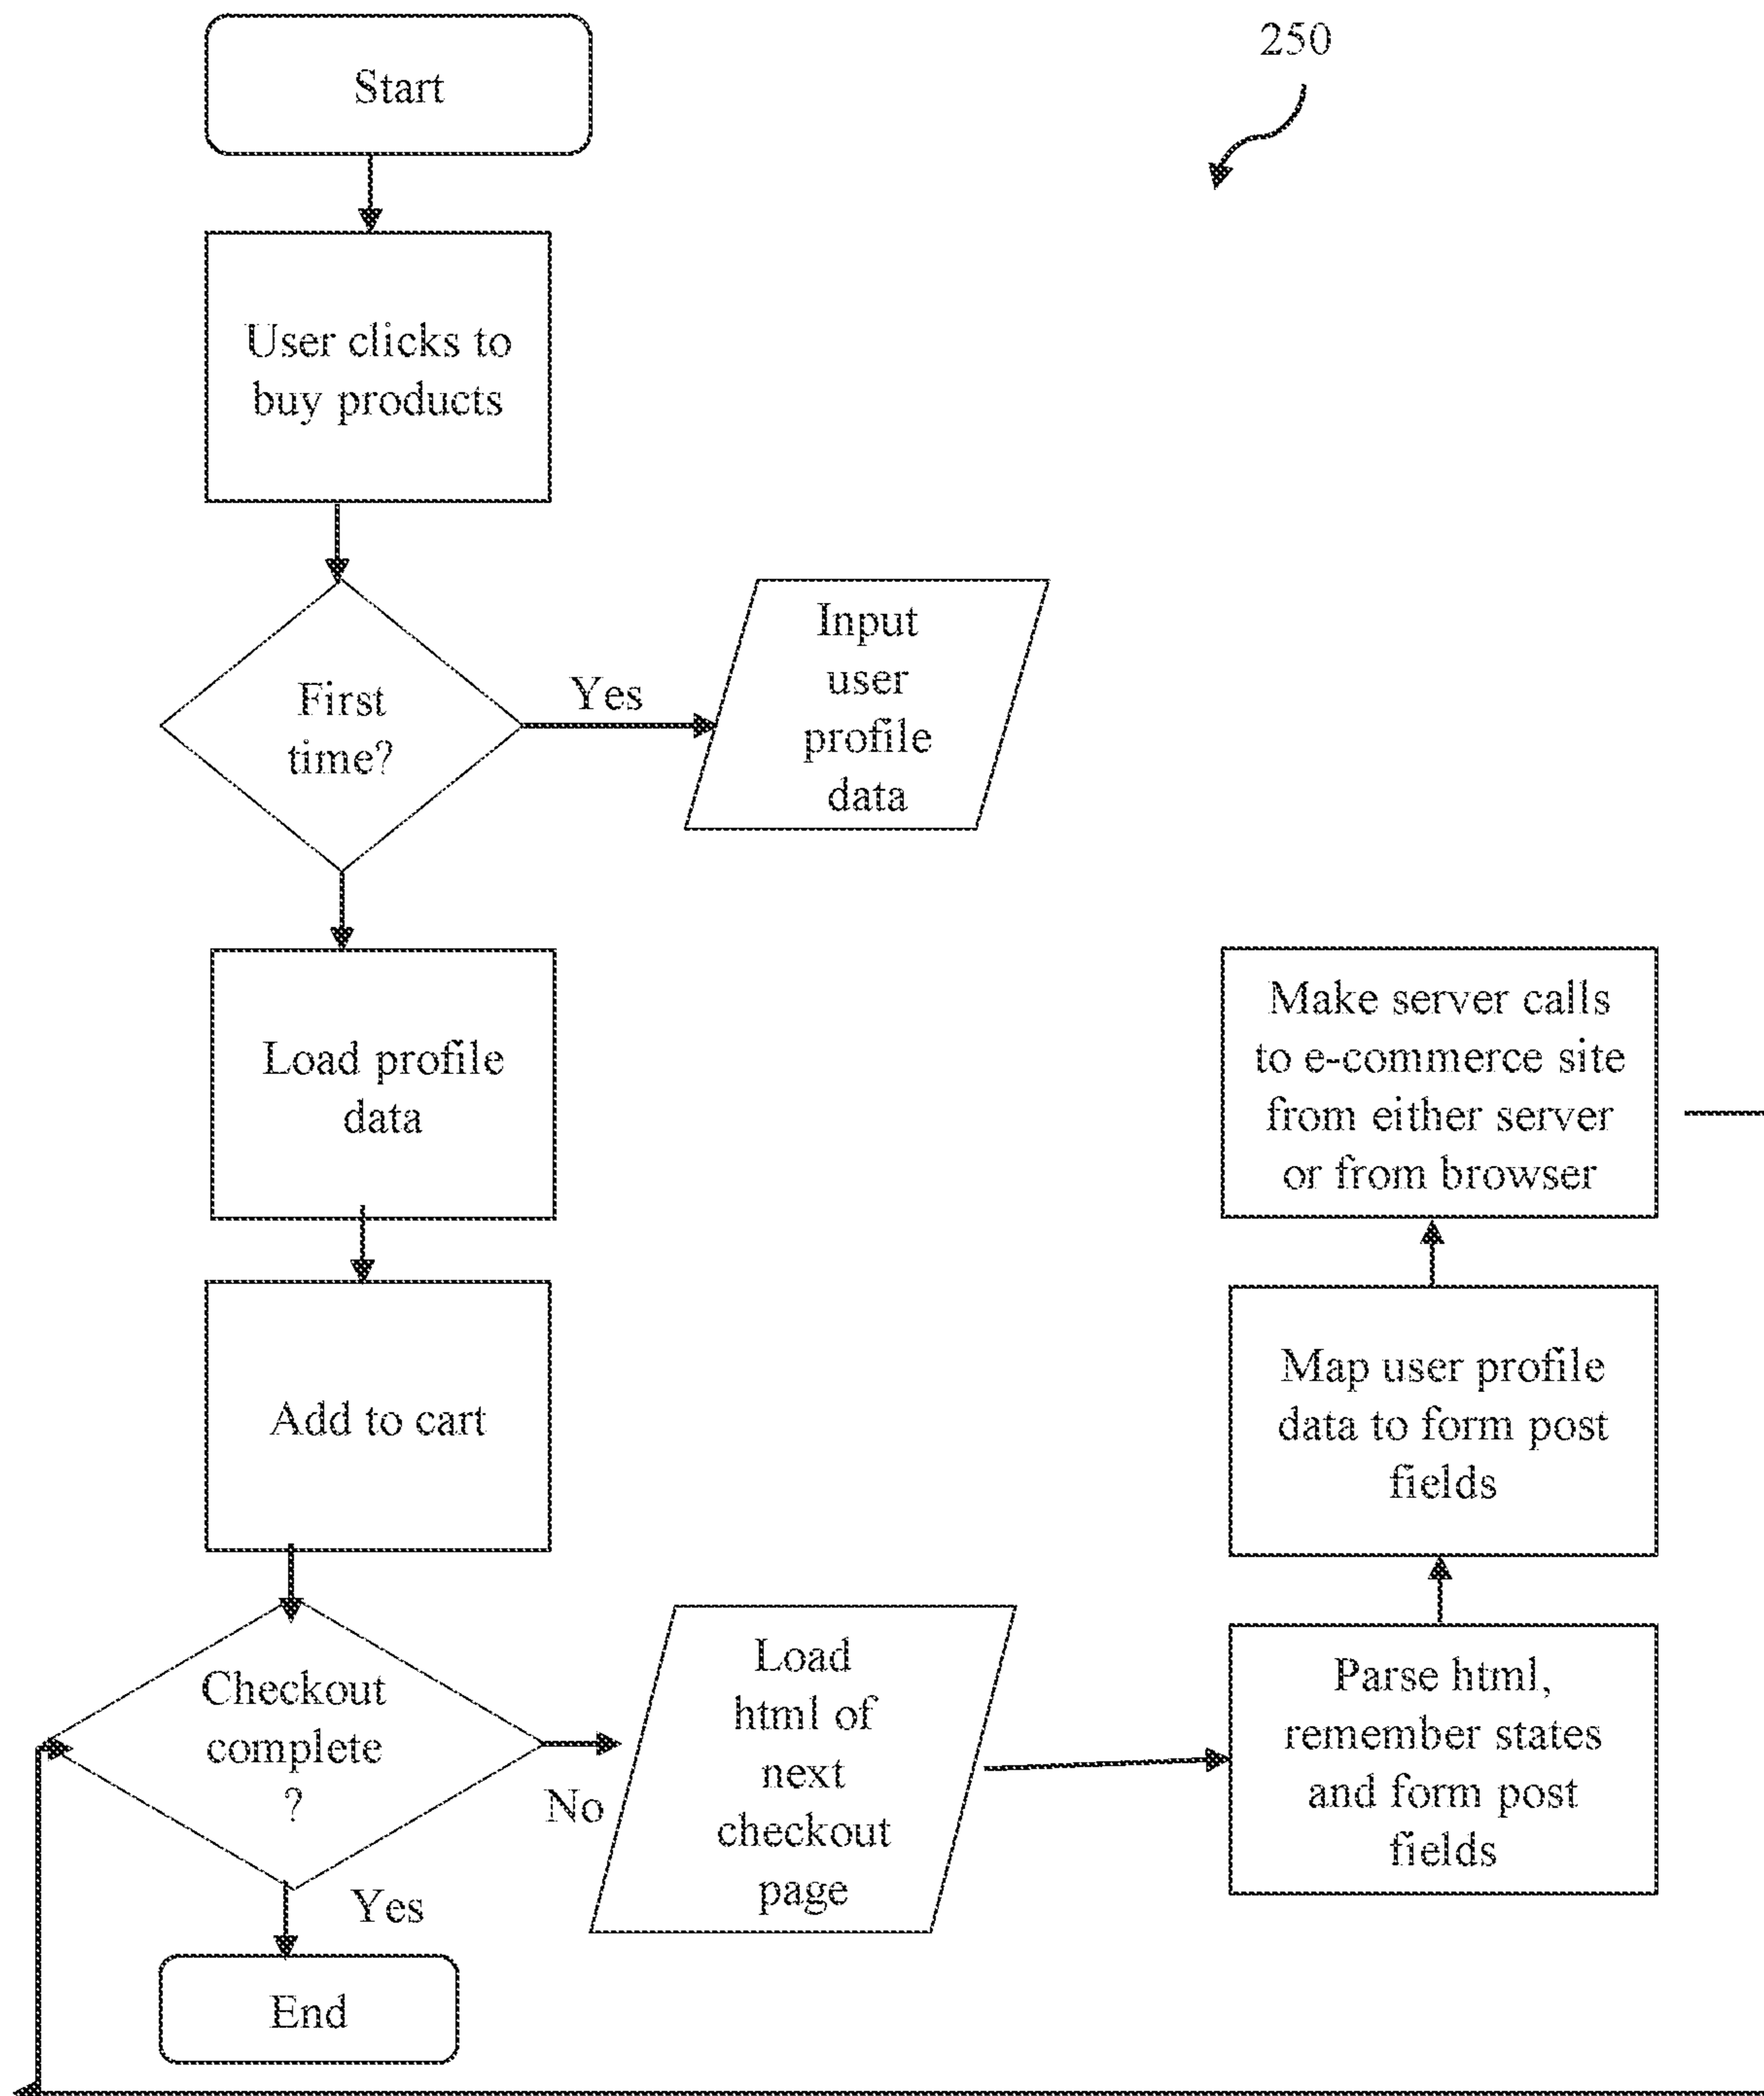 250
Start
User clicks to
buy products
First
time?
Yes
Input
user
profile
data
Load profile
data
Add to cart
Checkout
complete
?
No
Yes
End
Load
html of
next
checkout
page
Parse html,
remember states
and form post
fields
Map user profile
data to form post
fields
Make server calls
to e-commerce site
from either server
or from browser